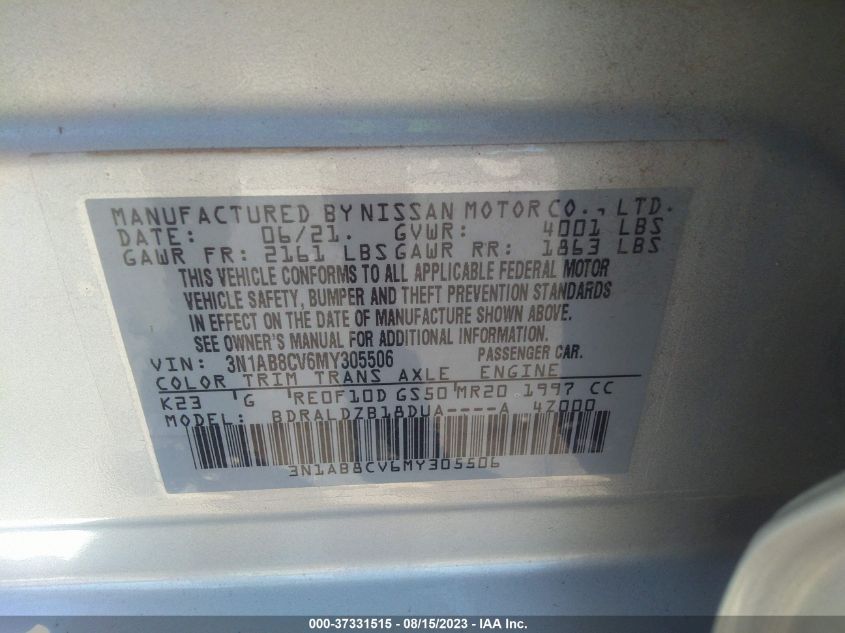 MANUFACTURED BY NISSAN MOTOR CO., LTD.
DATE: 06/21. GVWR: 4001 LBS
GAWR FR: 2161 LBS GAWR RR: 1863 LBS
THIS VEHICLE CONFORMS TO ALL APPLICABLE FEDERAL MOTOR
VEHICLE SAFETY, BUMPER AND THEFT PREVENTION STANDARDS
IN EFFECT ON THE DATE OF MANUFACTURE SHOWN ABOVE.
SEE OWNER'S MANUAL FOR ADDITIONAL INFORMATION.
VIN: 3N1AB8CV6MY305506 PASSENGER CAR.
COLOR TRIM TRANS AXLE ENGINE
K23 G RE0F10D GS50 MR20 1997 CC
MODEL: BDRALDZB18DUA----A 4Z000
3N1AB8CV6MY305506
000-37331515 - 08/15/2023 - IAA Inc.